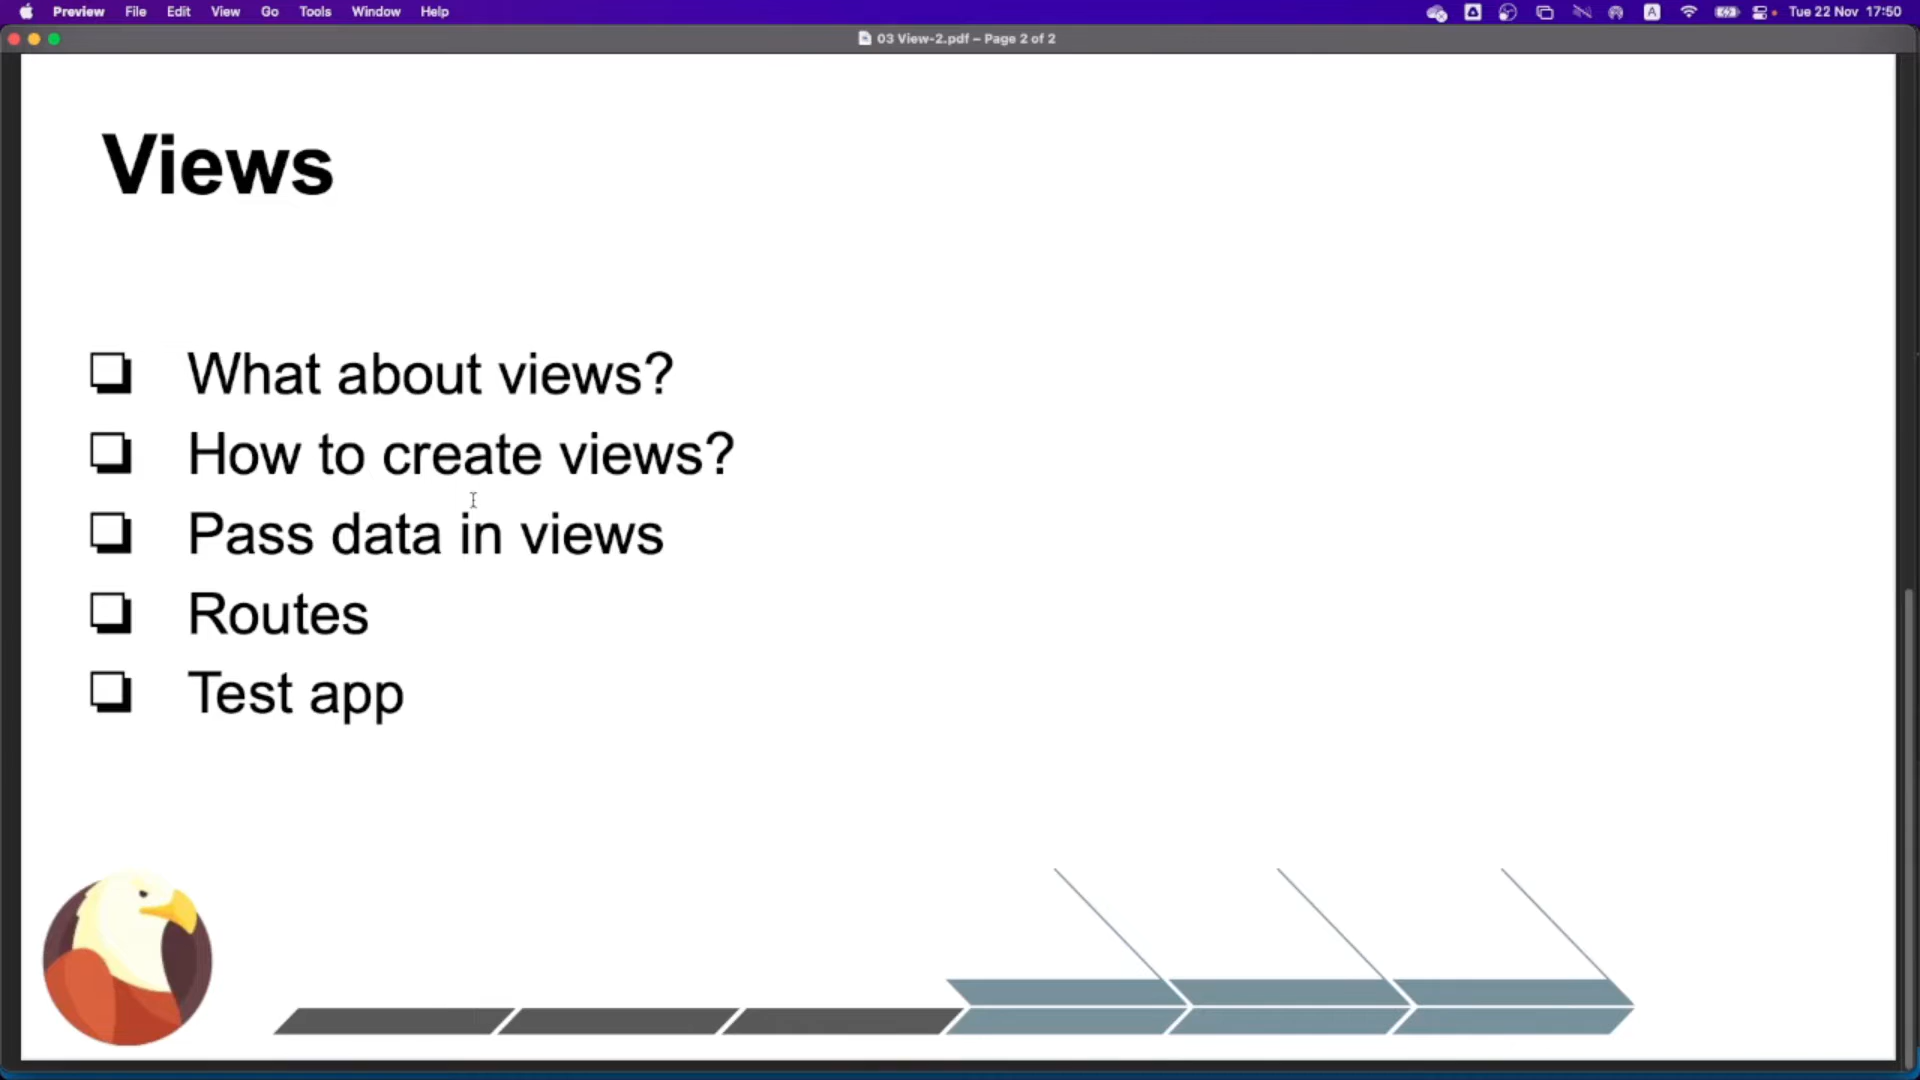 Preview File Edit View Go Tools Window Help A Tue 22 Nov 17:50
03 View-2.pdf – Page 2 of 2
Views
What about views?
How to create views?
Pass data in views
Routes
Test app